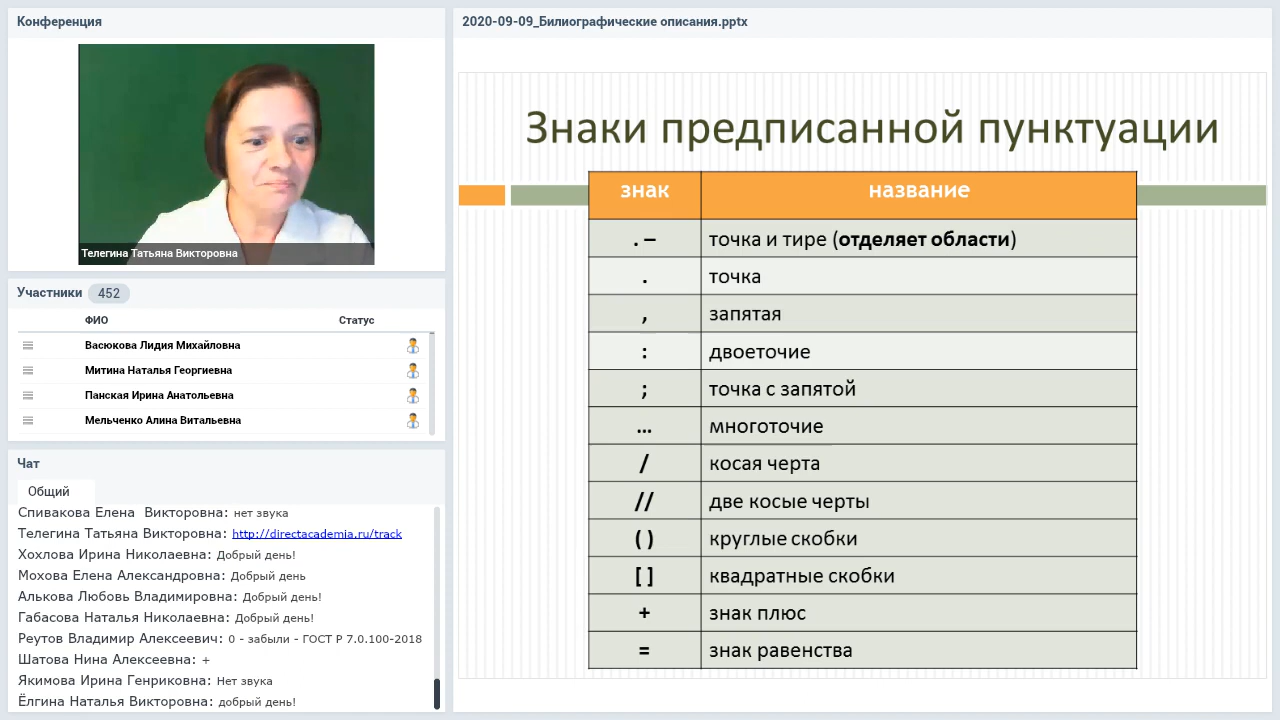 Конференция
Телегина Татьяна Викторовна
Участники 452
ФИО Статус
Васюкова Лидия Михайловна
Митина Наталья Георгиевна
Панская Ирина Анатольевна
Мельченко Алина Витальевна
Чат
Общий
Спивакова Елена Викторовна: нет звука
Телегина Татьяна Викторовна: http://directacademia.ru/track
Хохлова Ирина Николаевна: Добрый день!
Мохова Елена Александровна: Добрый день
Алькова Любовь Владимировна: Добрый день!
Габасова Наталья Николаевна: Добрый день!
Реутов Владимир Алексеевич: 0 - забыли - ГОСТ Р 7.0.100-2018
Шатова Нина Алексеевна: +
Якимова Ирина Генриковна: Нет звука
Ёлгина Наталья Викторовна: добрый день!
2020-09-09_Билиографические описания.pptx
Знаки предписанной пунктуации
знак название
. – точка и тире (отделяет области)
. точка
, запятая
: двоеточие
; точка с запятой
... многоточие
/ косая черта
// две косые черты
( ) круглые скобки
[ ] квадратные скобки
+ знак плюс
= знак равенства